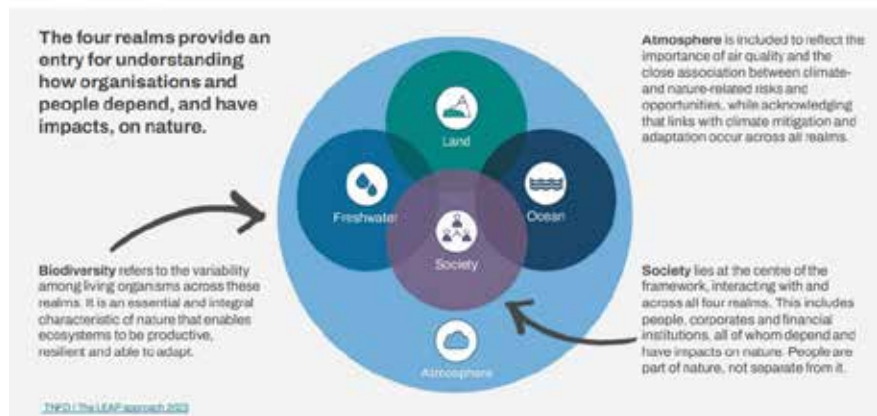 The four realms provide an
entry for understanding
how organisations and
people depend, and have
impacts, on nature.
Atmosphere is included to reflect the
importance of air quality and the
close association between climate-
and nature-related risks and
opportunities, while acknowledging
that links with climate mitigation and
adaptation occur across all realms.
Land
Freshwater
Ocean
Society
Atmosphere
Biodiversity refers to the variability
among living organisms across these
realms. It is an essential and integral
characteristic of nature that enables
ecosystems to be productive,
resilient and able to adapt.
Society lies at the centre of the
framework, interacting with and
across all four realms. This includes
people, corporates and financial
institutions, all of whom depend and
have impacts on nature. People are
part of nature, not separate from it.
TNFD | The LEAP approach 2023